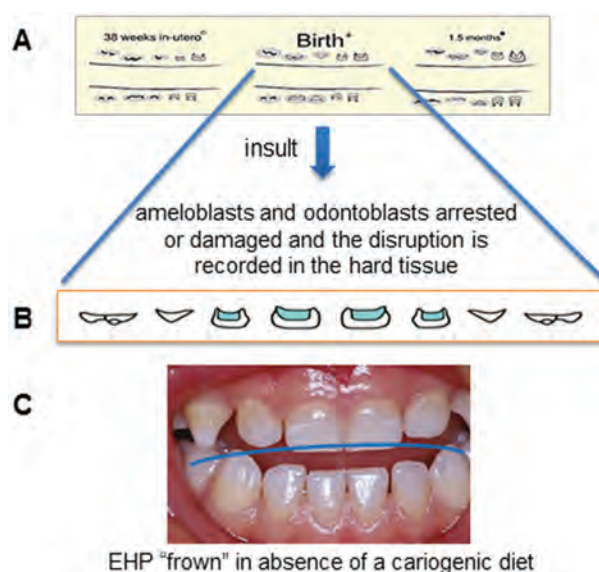 A
38 weeks in-utero
Birth+
1.5 months
insult
ameloblasts and odontoblasts arrested
or damaged and the disruption is
recorded in the hard tissue
B
C
EHP "frown" in absence of a cariogenic diet